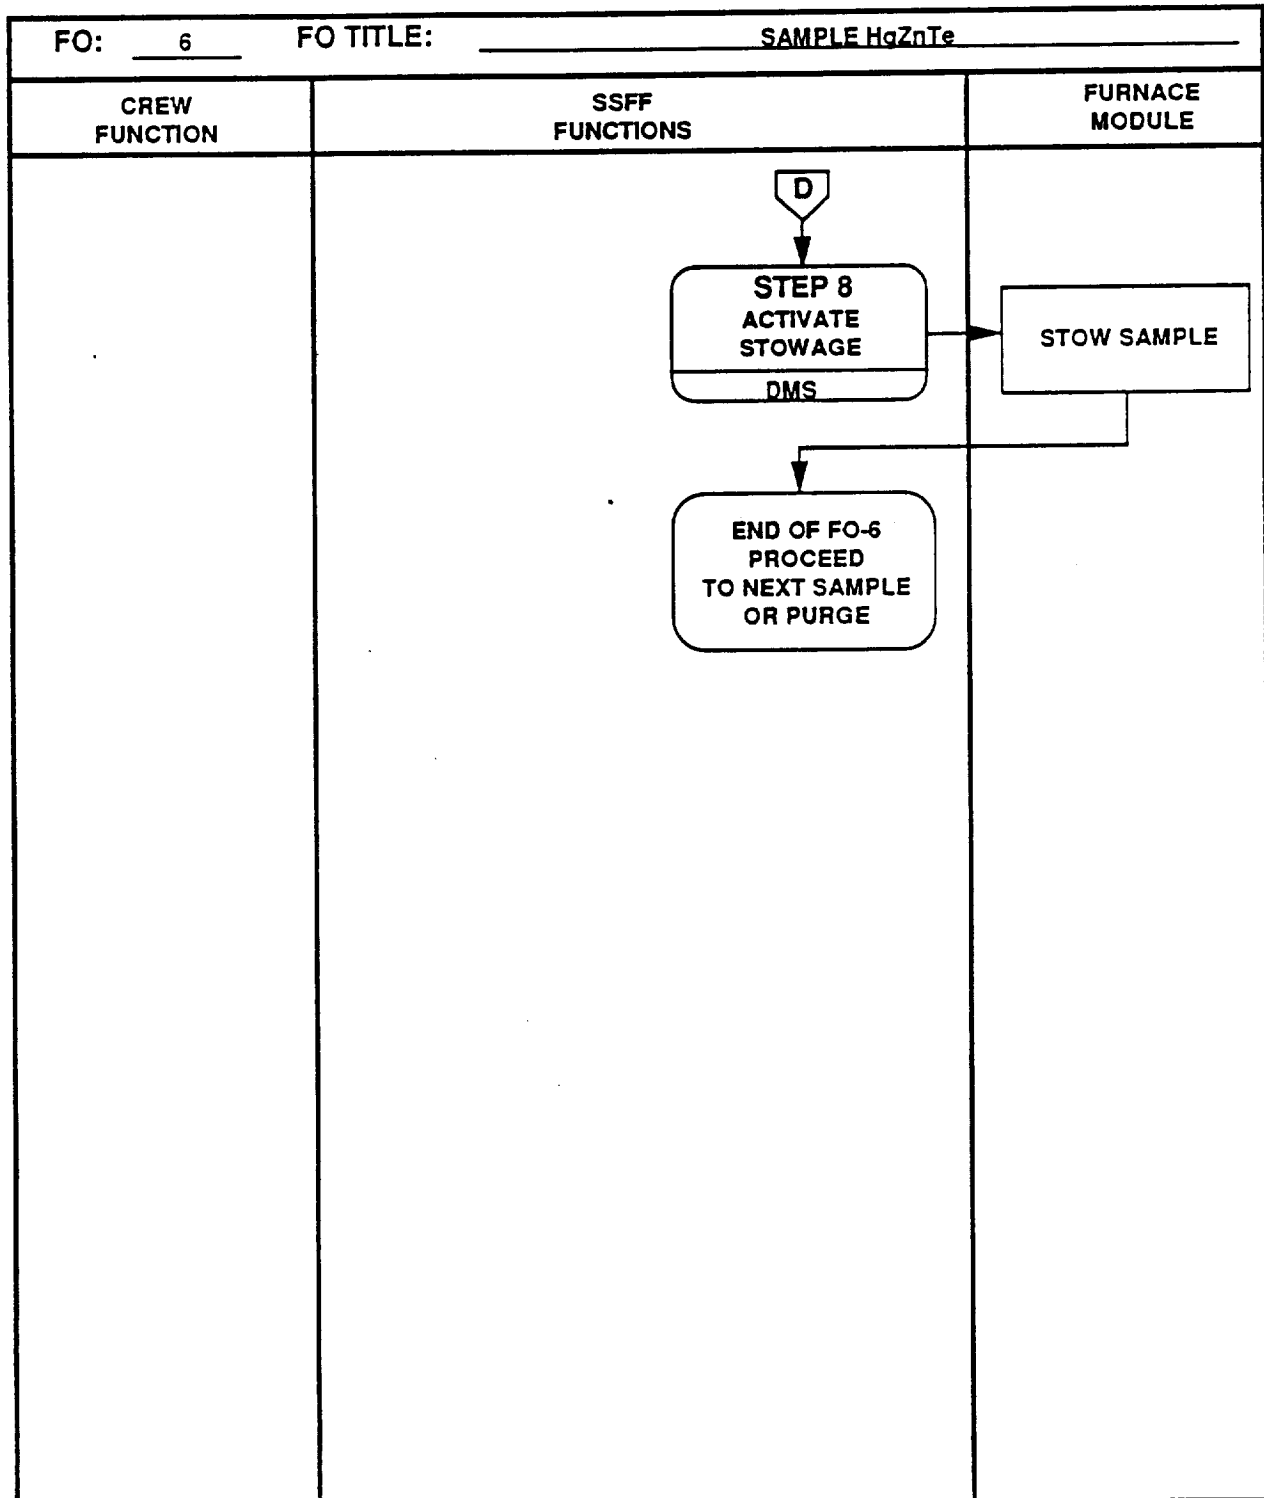 FO: 6 FO TITLE: SAMPLE HgZnTe
CREW
FUNCTION
SSFF
FUNCTIONS
FURNACE
MODULE
D
STEP 8
ACTIVATE
STOWAGE
DMS
STOW SAMPLE
END OF FO-6
PROCEED
TO NEXT SAMPLE
OR PURGE